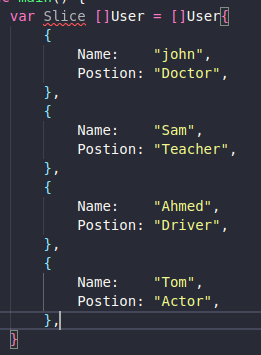 var Slice []User = []User{
{
Name:    "john",
Postion: "Doctor",
},
{
Name:    "Sam",
Postion: "Teacher",
},
{
Name:    "Ahmed",
Postion: "Driver",
},
{
Name:    "Tom",
Postion: "Actor",
},
}